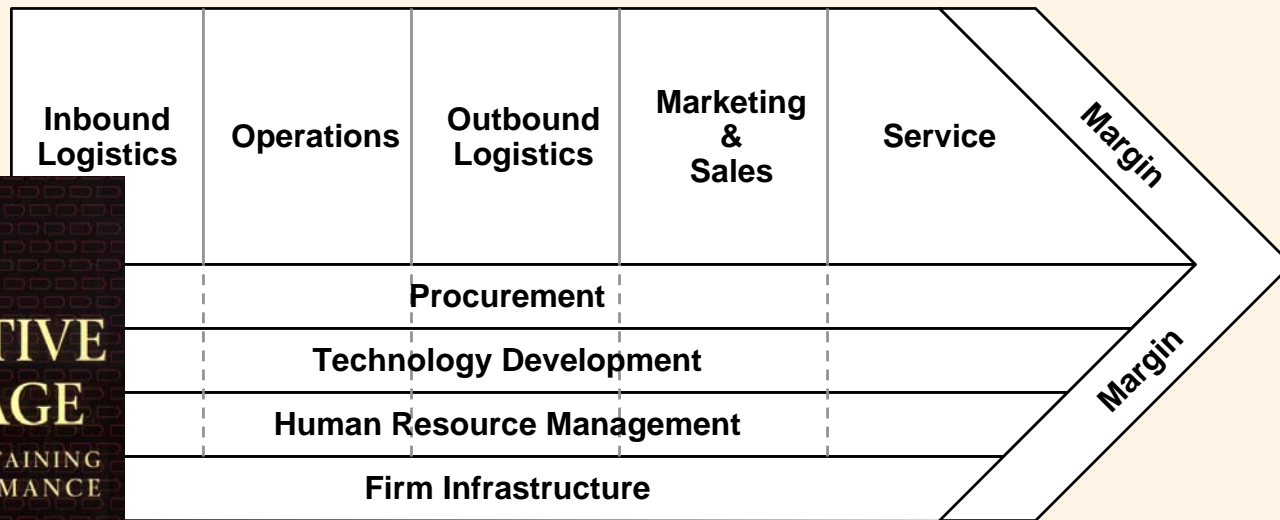 Inbound
Logistics
Operations
Outbound
Logistics
Marketing
&
Sales
Service
Margin
Procurement
Technology Development
Human Resource Management
Firm Infrastructure
Margin
TIVE
AGE
TAINING
MANCE